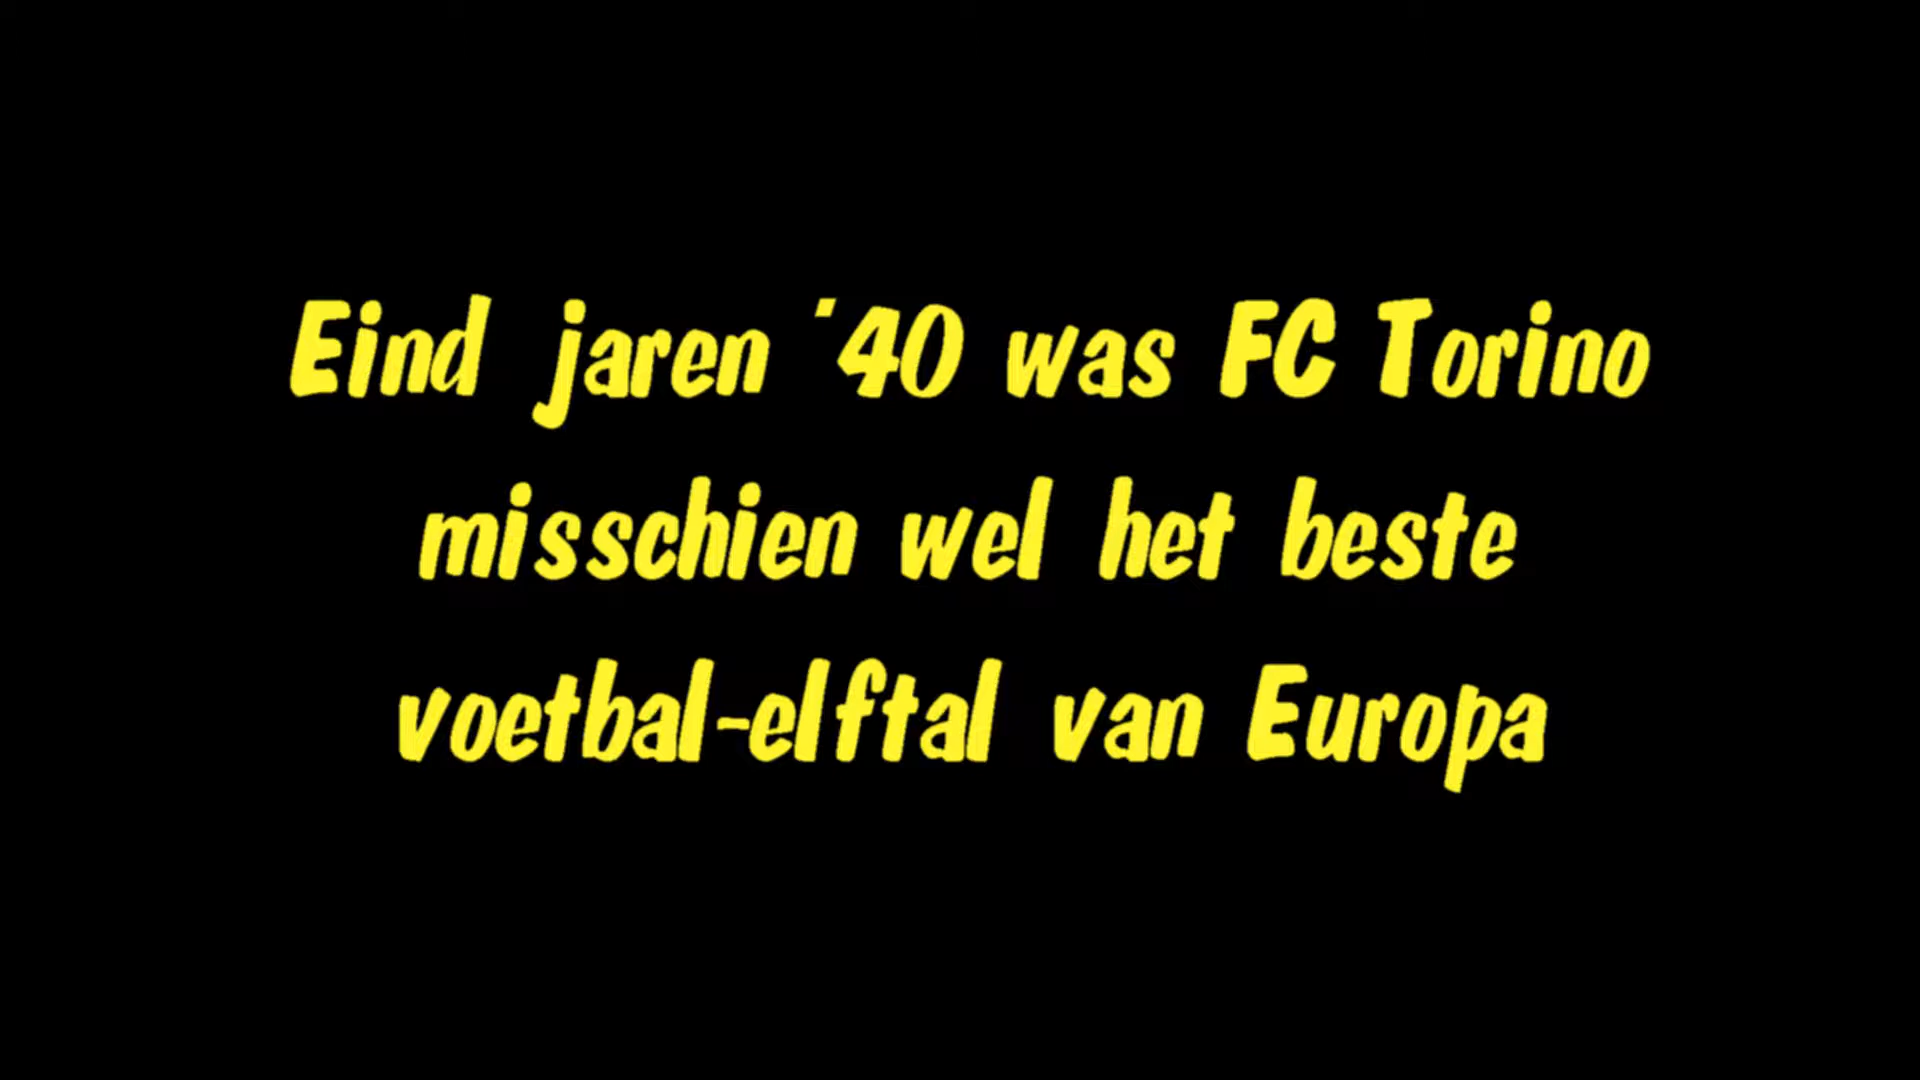 Eind jaren '40 was FC Torino
misschien wel het beste
voetbal-elftal van Europa